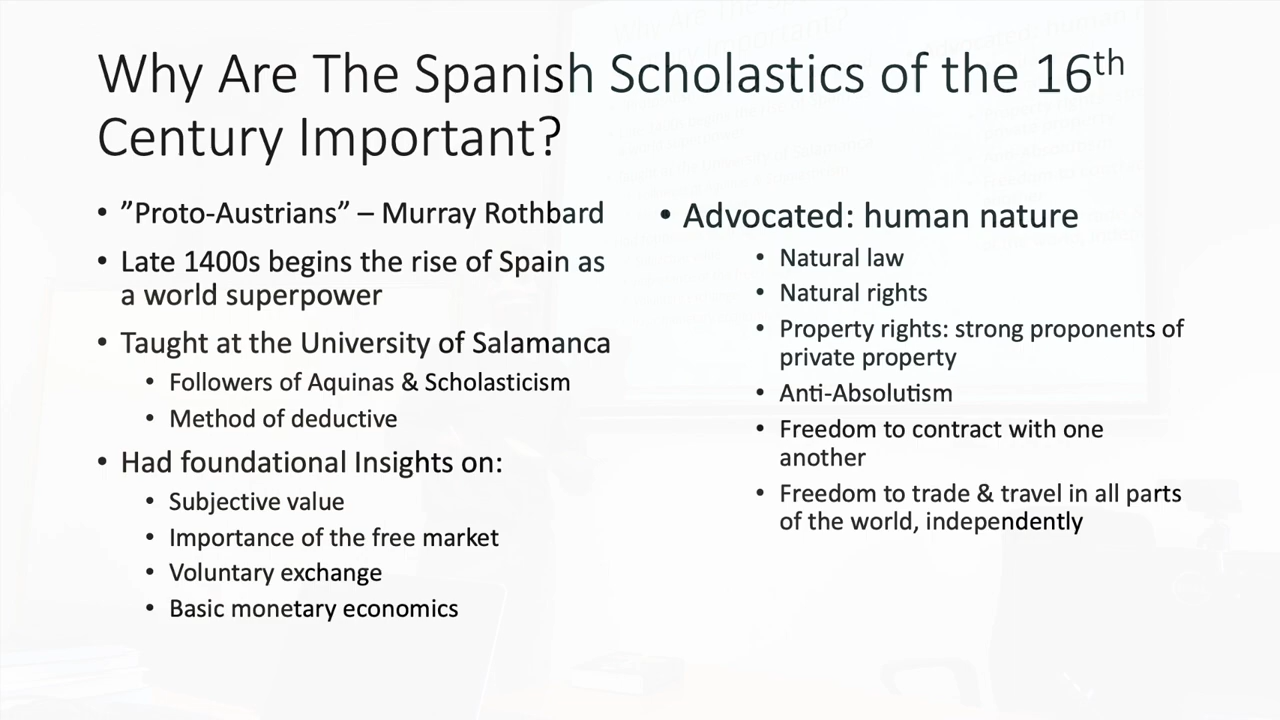 Why Are The Spanish Scholastics of the 16th
Century Important?
• ”Proto-Austrians” – Murray Rothbard
• Late 1400s begins the rise of Spain as
a world superpower
• Taught at the University of Salamanca
• Followers of Aquinas & Scholasticism
• Method of deductive
• Had foundational Insights on:
• Subjective value
• Importance of the free market
• Voluntary exchange
• Basic monetary economics
• Advocated: human nature
• Natural law
• Natural rights
• Property rights: strong proponents of
private property
• Anti-Absolutism
• Freedom to contract with one
another
• Freedom to trade & travel in all parts
of the world, independently